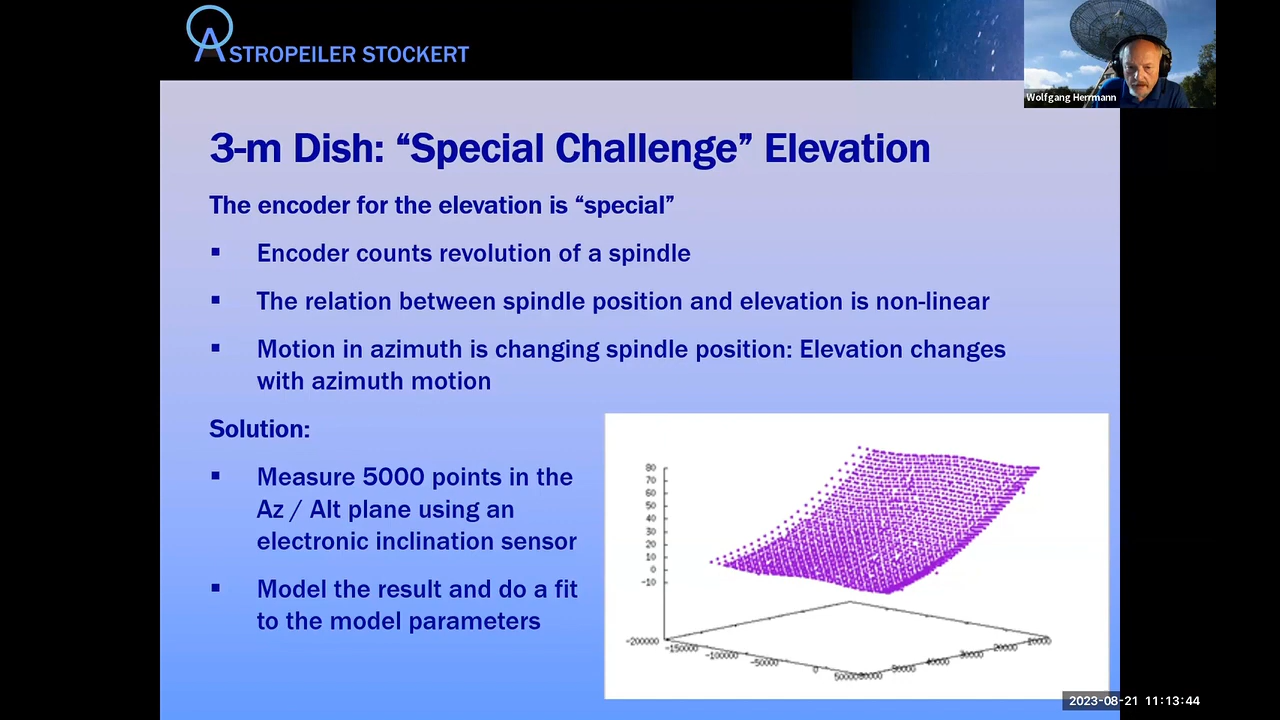 ASTROPEILER STOCKERT
Wolfgang Herrmann
3-m Dish: “Special Challenge” Elevation
The encoder for the elevation is “special”
▪ Encoder counts revolution of a spindle
▪ The relation between spindle position and elevation is non-linear
▪ Motion in azimuth is changing spindle position: Elevation changes
with azimuth motion
Solution:
▪ Measure 5000 points in the
Az / Alt plane using an
electronic inclination sensor
▪ Model the result and do a fit
to the model parameters
80
70
60
50
40
30
20
10
0
-10
-200000
-150000
-100000
-50000
0
50000
40000
30000
20000
2023-08-21 11:13:44